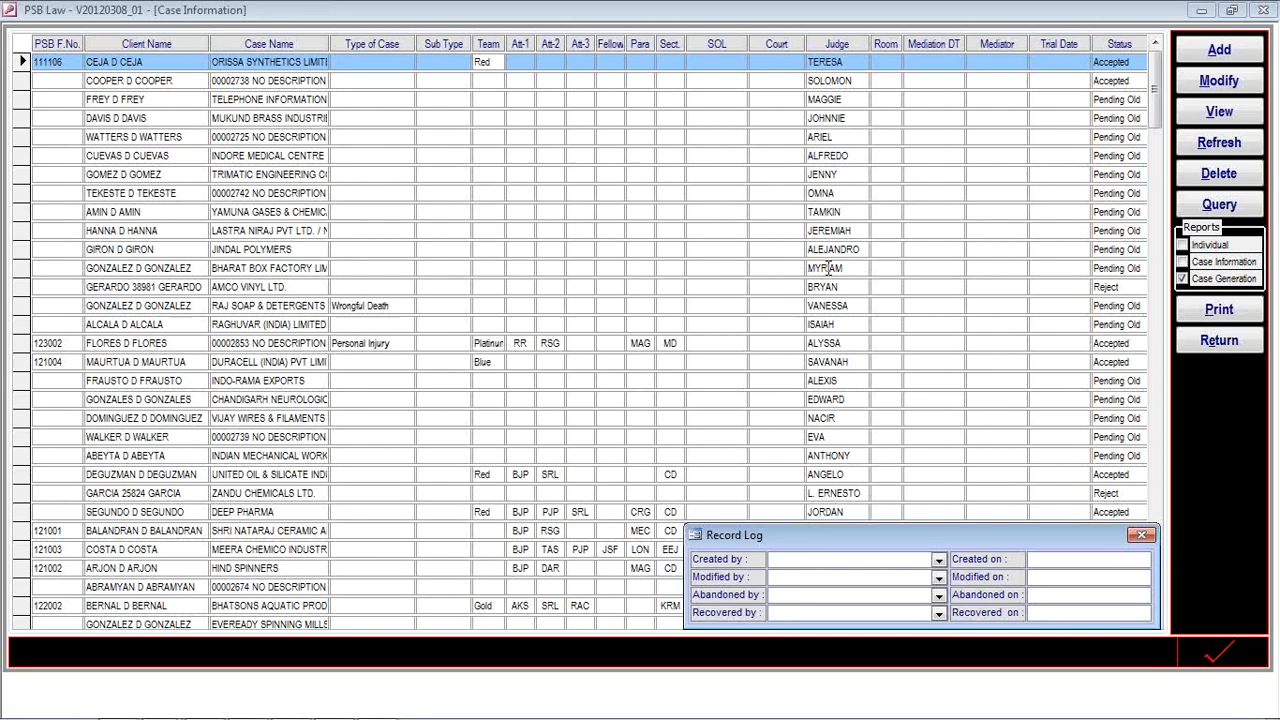 PSB Law - V20120308_01 - [Case Information]
PSB F.No. Client Name Case Name Type of Case Sub Type Team Att-1 Att-2 Att-3 Fellow Para Sect. SOL Court Judge Room Mediation DT Mediator Trial Date Status
111106 CEJA D CEJA ORISSA SYNTHETICS LIMITE Red TERESA Accepted
COOPER D COOPER 00002738 NO DESCRIPTION SOLOMON Accepted
FREY D FREY TELEPHONE INFORMATION MAGGIE Pending Old
DAVIS D DAVIS MUKUND BRASS INDUSTRIE JOHNNIE Pending Old
WATTERS D WATTERS 00002725 NO DESCRIPTION ARIEL Pending Old
CUEVAS D CUEVAS INDORE MEDICAL CENTRE ALFREDO Pending Old
GOMEZ D GOMEZ TRIMATIC ENGINEERING CO JENNY Pending Old
TEKESTE D TEKESTE 00002742 NO DESCRIPTION OMNA Pending Old
AMIN D AMIN YAMUNA GASES & CHEMIC TAMKIN Pending Old
HANNA D HANNA LASTRA NIRAJ PVT LTD. / N JEREMIAH Pending Old
GIRON D GIRON JINDAL POLYMERS ALEJANDRO Pending Old
GONZALEZ D GONZALEZ BHARAT BOX FACTORY LIM MYRIAM Pending Old
GERARDO 38981 GERARDO AMCO VINYL LTD. BRYAN Reject
GONZALEZ D GONZALEZ RAJ SOAP & DETERGENTS Wrongful Death VANESSA Pending Old
ALCALA D ALCALA RAGHUVAR (INDIA) LIMITED ISAIAH Pending Old
123002 FLORES D FLORES 00002853 NO DESCRIPTION Personal Injury Platinum RR RSG MAG MD ALYSSA Accepted
121004 MAURTUA D MAURTUA DURACELL (INDIA) PVT LIMI Blue SAVANAH Accepted
FRAUSTO D FRAUSTO INDO-RAMA EXPORTS ALEXIS Pending Old
GONZALES D GONZALES CHANDIGARH NEUROLOGIC EDWARD Pending Old
DOMINGUEZ D DOMINGUEZ VIJAY WIRES & FILAMENTS NACIR Pending Old
WALKER D WALKER 00002739 NO DESCRIPTION EVA Pending Old
ABEYTA D ABEYTA INDIAN MECHANICAL WORK ANTHONY Pending Old
DEGUZMAN D DEGUZMAN UNITED OIL & SILICATE IND Red BJP SRL CD ANGELO Accepted
GARCIA 25824 GARCIA ZANDU CHEMICALS LTD. L. ERNESTO Reject
SEGUNDO D SEGUNDO DEEP PHARMA Red BJP PJP SRL CRG CD JORDAN Accepted
121001 BALANDRAN D BALANDRAN SHRI NATARAJ CERAMIC A BJP RSG MEC CD
121003 COSTA D COSTA MEERA CHEMICO INDUSTR BJP TAS PJP JSF LON EEJ
121002 ARJON D ARJON HIND SPINNERS BJP DAR MAG CD
ABRAMYAN D ABRAMYAN 00002674 NO DESCRIPTION
122002 BERNAL D BERNAL BHATSONS AQUATIC PROD Gold AKS SRL RAC KRM
GONZALEZ D GONZALEZ EVEREADY SPINNING MILLS
Record Log
Created by : Created on :
Modified by : Modified on :
Abandoned by : Abandoned on :
Recovered by : Recovered on :
Add
Modify
View
Refresh
Delete
Query
Reports
Individual
Case Information
Case Generation
Print
Return